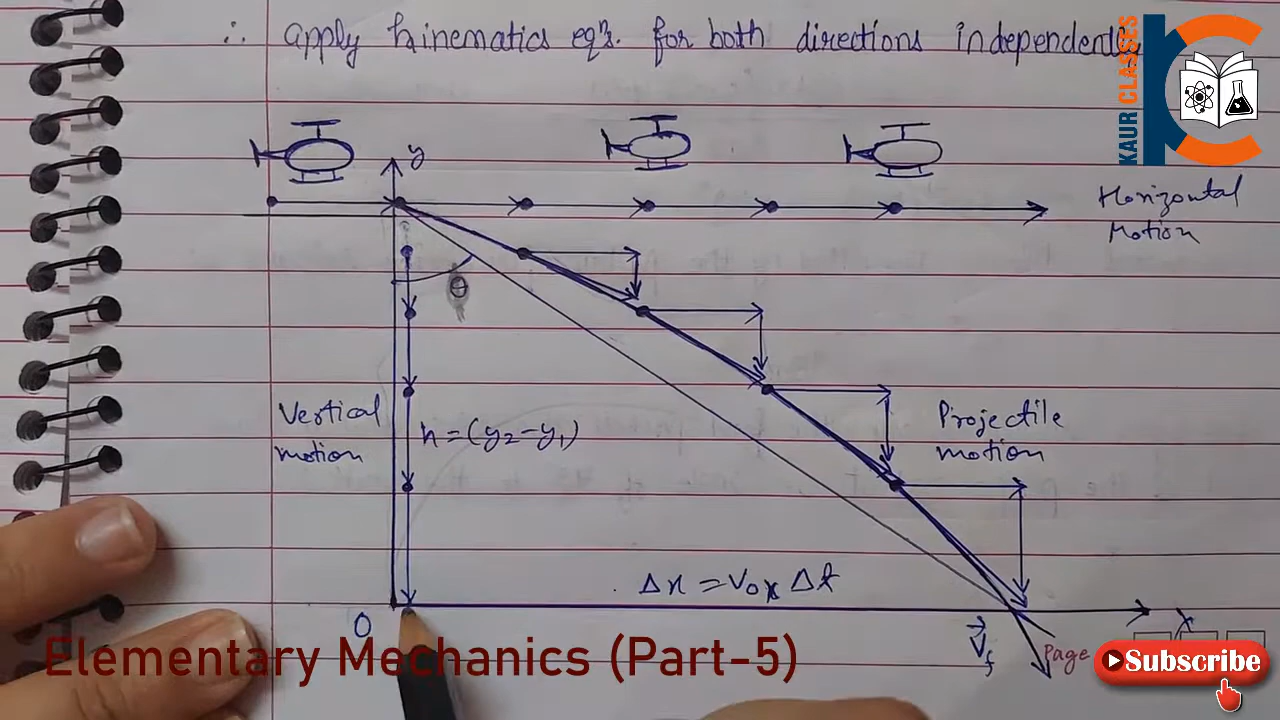 ∴ apply kinematics eqⁿs. for both directions independently
KAUR CLASSES
y
Horizontal
Motion
θ
Vertical
motion
h = (y₂ - y₁)
Projectile
motion
Δx = V₀ₓ Δt
O
V⃗f
x
Page
Elementary Mechanics (Part-5)
Subscribe